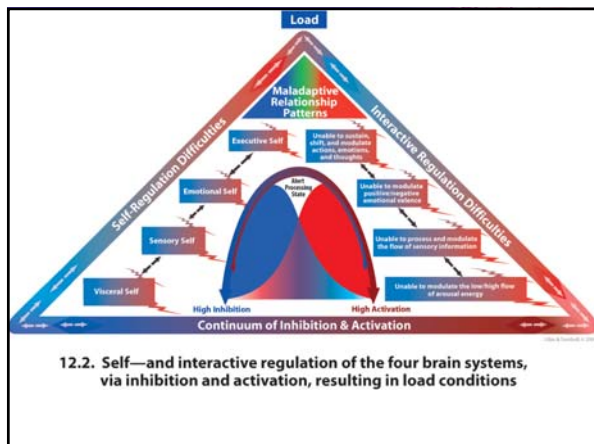 Load
Maladaptive
Relationship
Patterns
Self-Regulation Difficulties
Interactive Regulation Difficulties
Executive Self
Unable to sustain,
shift, and modulate
actions, emotions,
and thoughts
Alert
Processing
State
Emotional Self
Unable to modulate
positive/negative
emotional valence
Sensory Self
Unable to process and modulate
the flow of sensory information
Visceral Self
Unable to modulate the low/high flow
of arousal energy
High Inhibition
High Activation
Continuum of Inhibition & Activation
12.2. Self—and interactive regulation of the four brain systems,
via inhibition and activation, resulting in load conditions